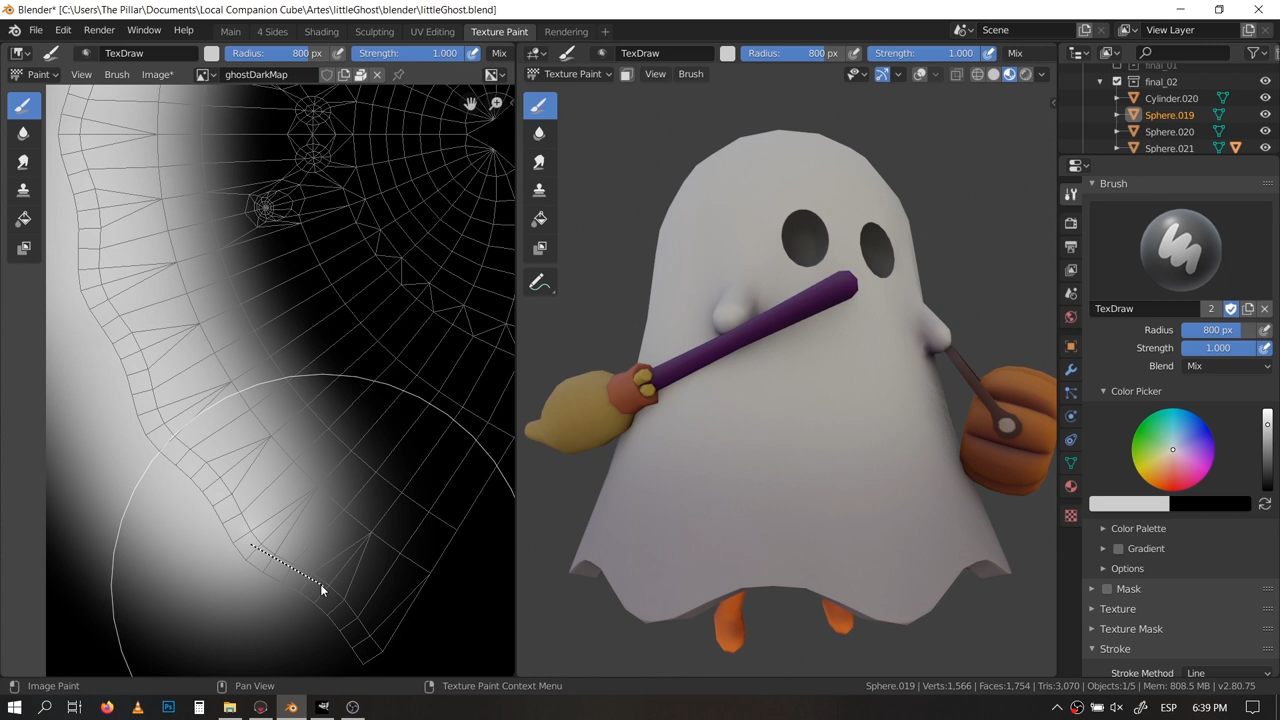 Blender* [C:\Users\The Pillar\Documents\Local Companion Cube\Artes\littleGhost\blender\littleGhost.blend]
File Edit Render Window Help Main 4 Sides Shading Sculpting UV Editing Texture Paint Rendering + Scene View Layer
TexDraw Radius: 800 px Strength: 1.000 Mix
TexDraw Radius: 800 px Strength: 1.000 Mix
Paint View Brush Image* ghostDarkMap
Texture Paint View Brush
final_01
final_02
Cylinder.020
Sphere.019
Sphere.020
Sphere.021
Brush
TexDraw 2
Radius 800 px
Strength 1.000
Blend Mix
Color Picker
Color Palette
Gradient
Options
Mask
Texture
Texture Mask
Stroke
Stroke Method Line
Image Paint Pan View Texture Paint Context Menu Sphere.019 | Verts:1,566 | Faces:1,754 | Tris:3,070 | Objects:1/5 | Mem: 808.5 MB | v2.80.75
ESP 6:39 PM